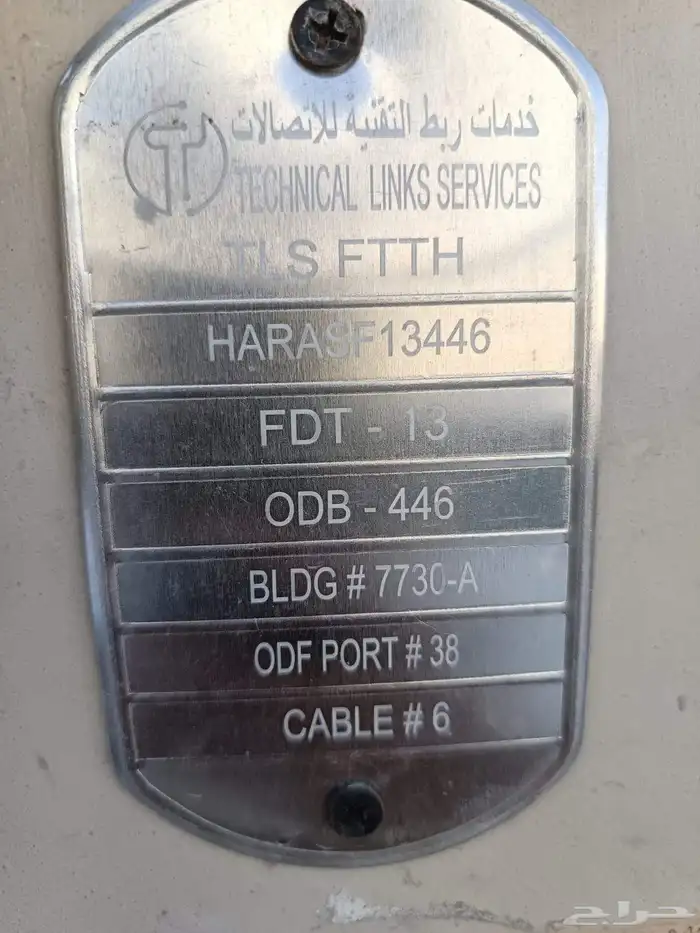 خدمات ربط التقنية للاتصالات
TECHNICAL LINKS SERVICES
TLS FTTH
HARASF13446
FDT - 13
ODB - 446
BLDG # 7730-A
ODF PORT # 38
CABLE # 6
حراج